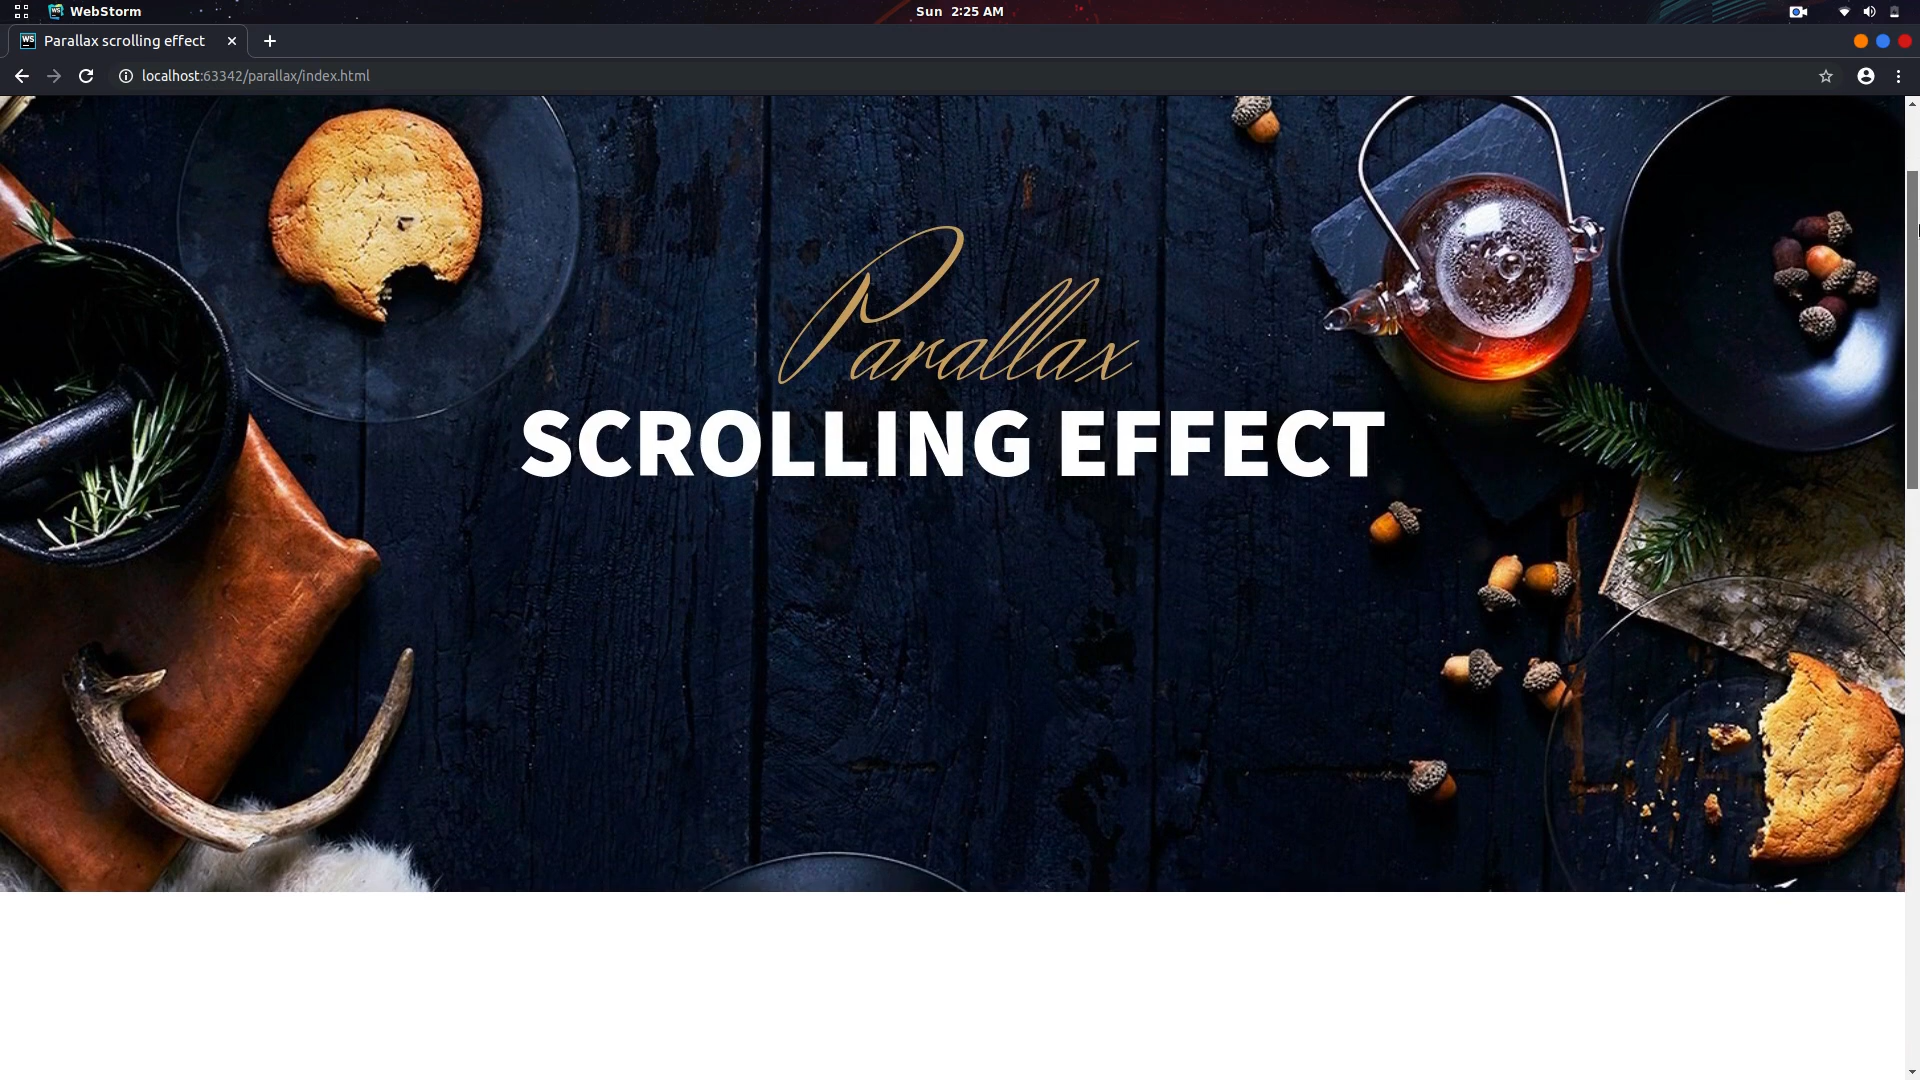 WebStorm
Sun 2:25 AM
Parallax scrolling effect
localhost:63342/parallax/index.html
Parallax
SCROLLING EFFECT